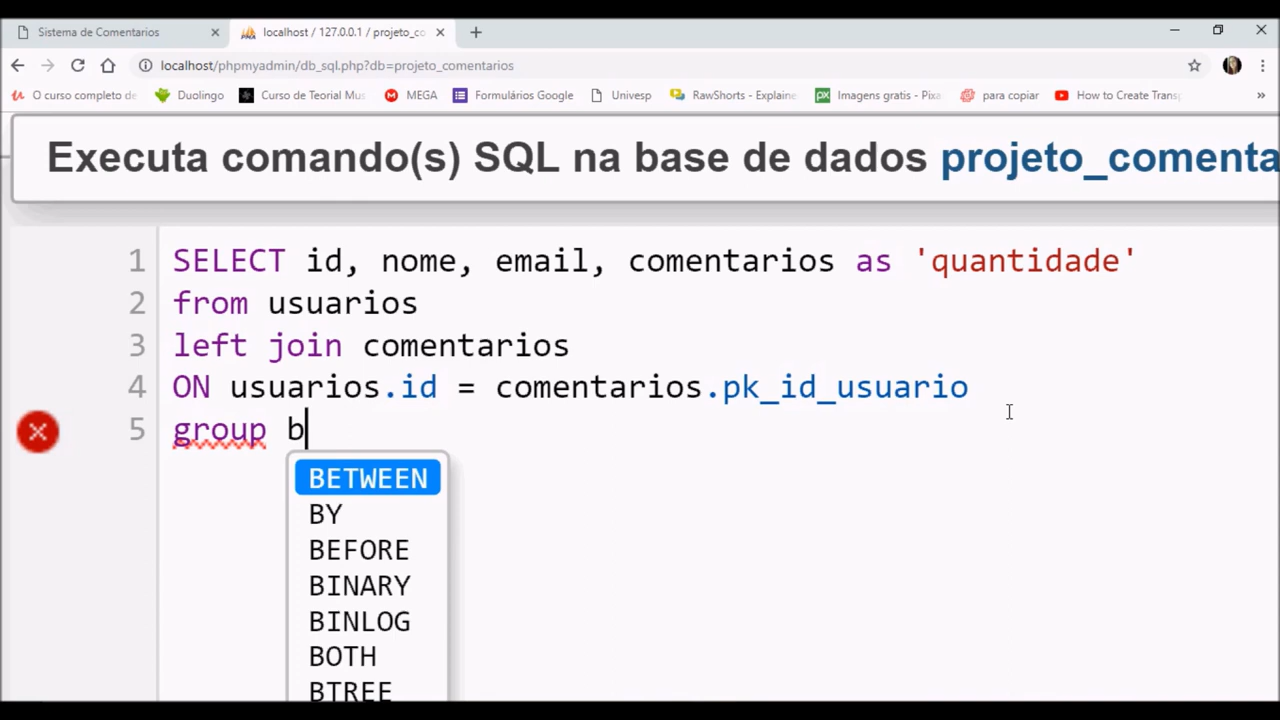 Sistema de Comentarios
localhost / 127.0.0.1 / projeto_co
localhost/phpmyadmin/db_sql.php?db=projeto_comentarios
O curso completo de
Duolingo
Curso de Teorial Mus
MEGA
Formulários Google
Univesp
RawShorts - Explaine
Imagens gratis - Pixa
para copiar
How to Create Transp
Executa comando(s) SQL na base de dados projeto_comenta
1 SELECT id, nome, email, comentarios as 'quantidade'
2 from usuarios
3 left join comentarios
4 ON usuarios.id = comentarios.pk_id_usuario
5 group b
BETWEEN
BY
BEFORE
BINARY
BINLOG
BOTH
BTREE